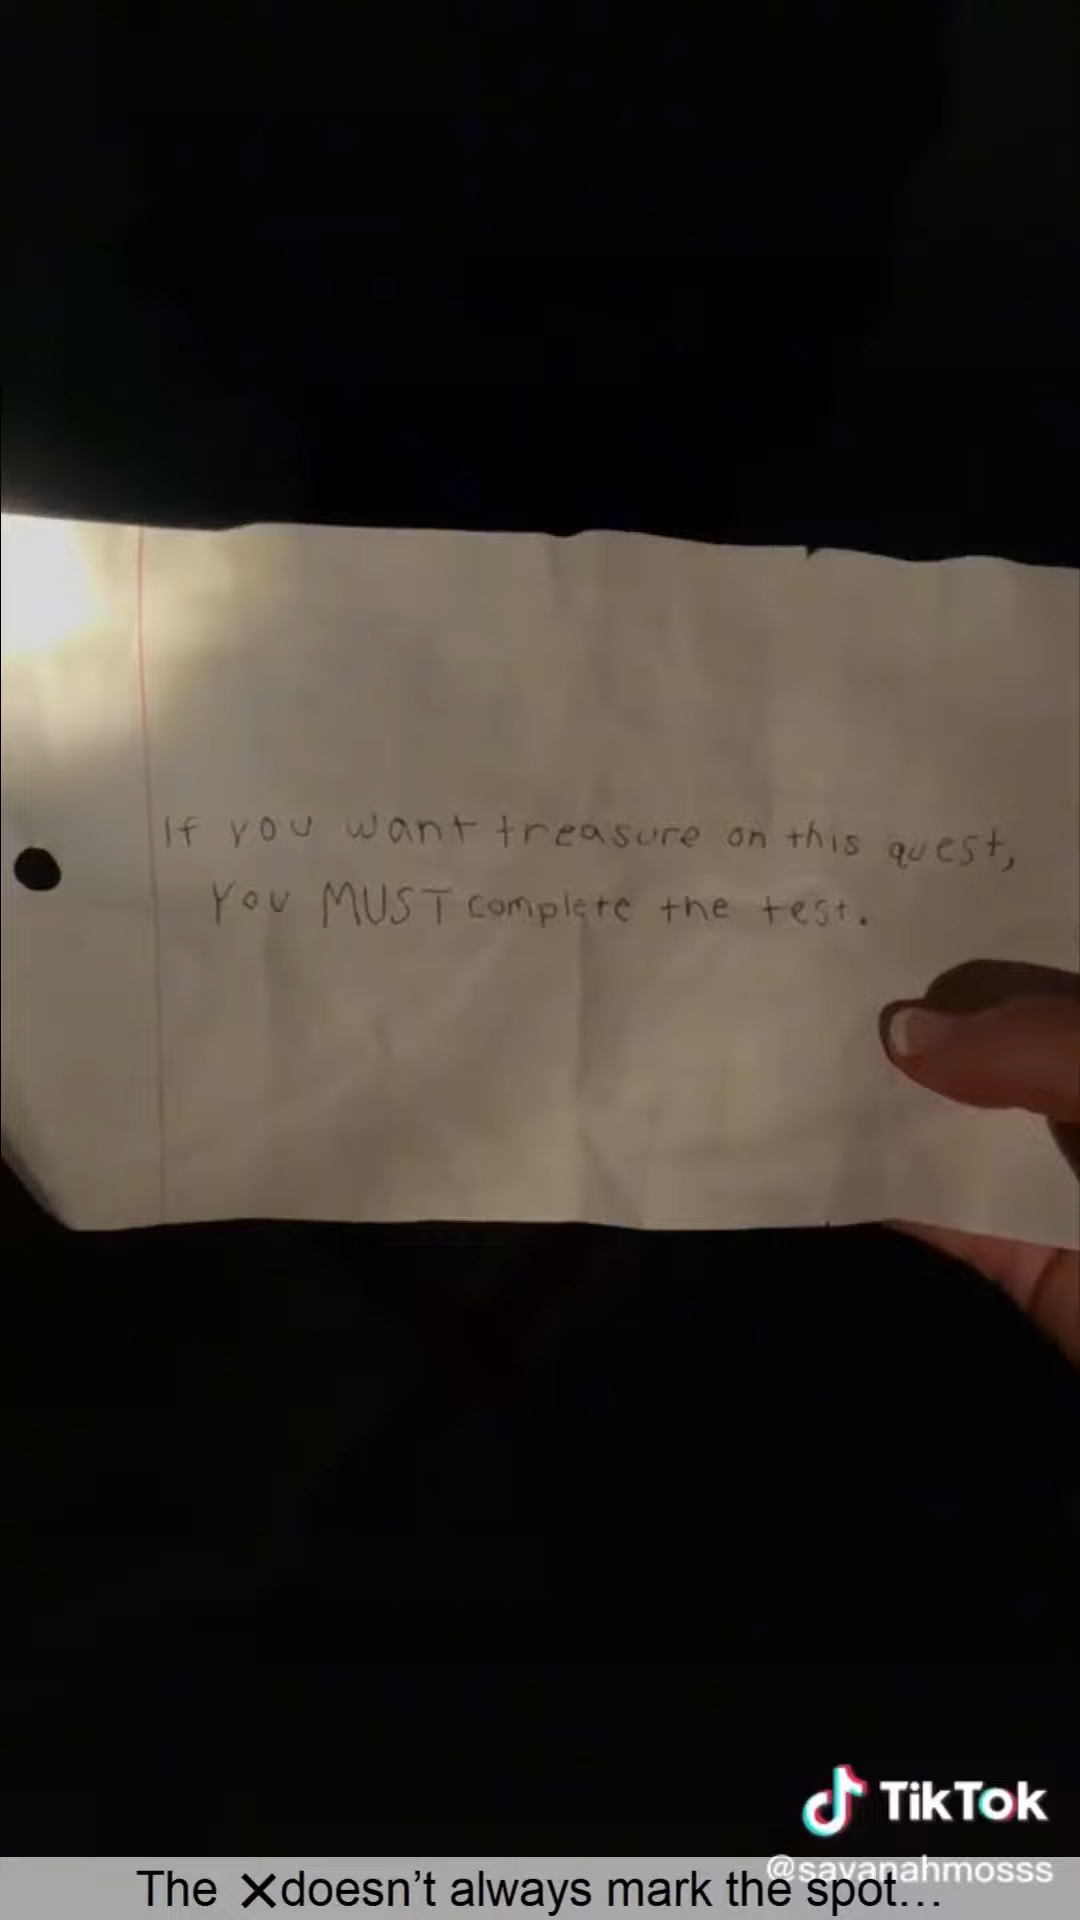 If you want treasure on this quest,
You MUST complete the test.
TikTok
@savanahmosss
The ✕doesn’t always mark the spot…